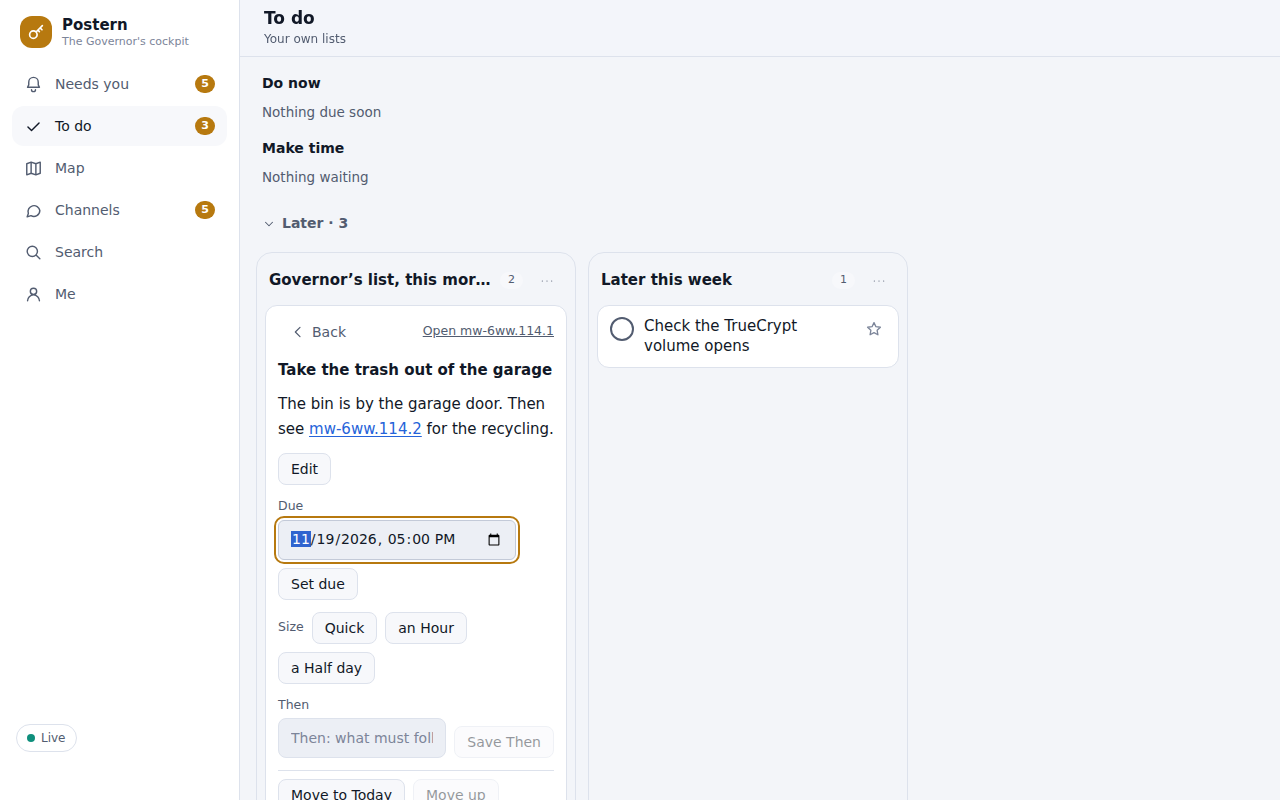 Postern
The Governor's cockpit
Needs you 5
To do 3
Map
Channels 5
Search
Me
Live
To do
Your own lists
Do now
Nothing due soon
Make time
Nothing waiting
Later · 3
Governor’s list, this mor… 2 ...
Back Open mw-6ww.114.1
Take the trash out of the garage
The bin is by the garage door. Then
see mw-6ww.114.2 for the recycling.
Edit
Due
11/19/2026, 05:00 PM
Set due
Size Quick an Hour
a Half day
Then
Then: what must foll
Save Then
Move to Today Move up
Later this week 1 ...
Check the TrueCrypt
volume opens